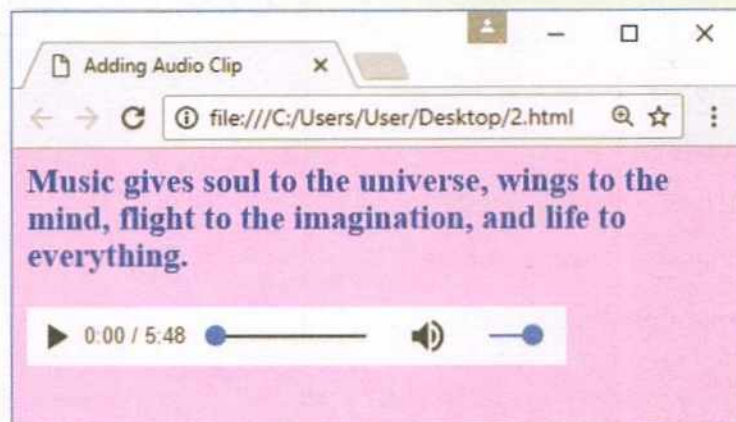 Adding Audio Clip
file:///C:/Users/User/Desktop/2.html
Music gives soul to the universe, wings to the
mind, flight to the imagination, and life to
everything.
0:00 / 5:48